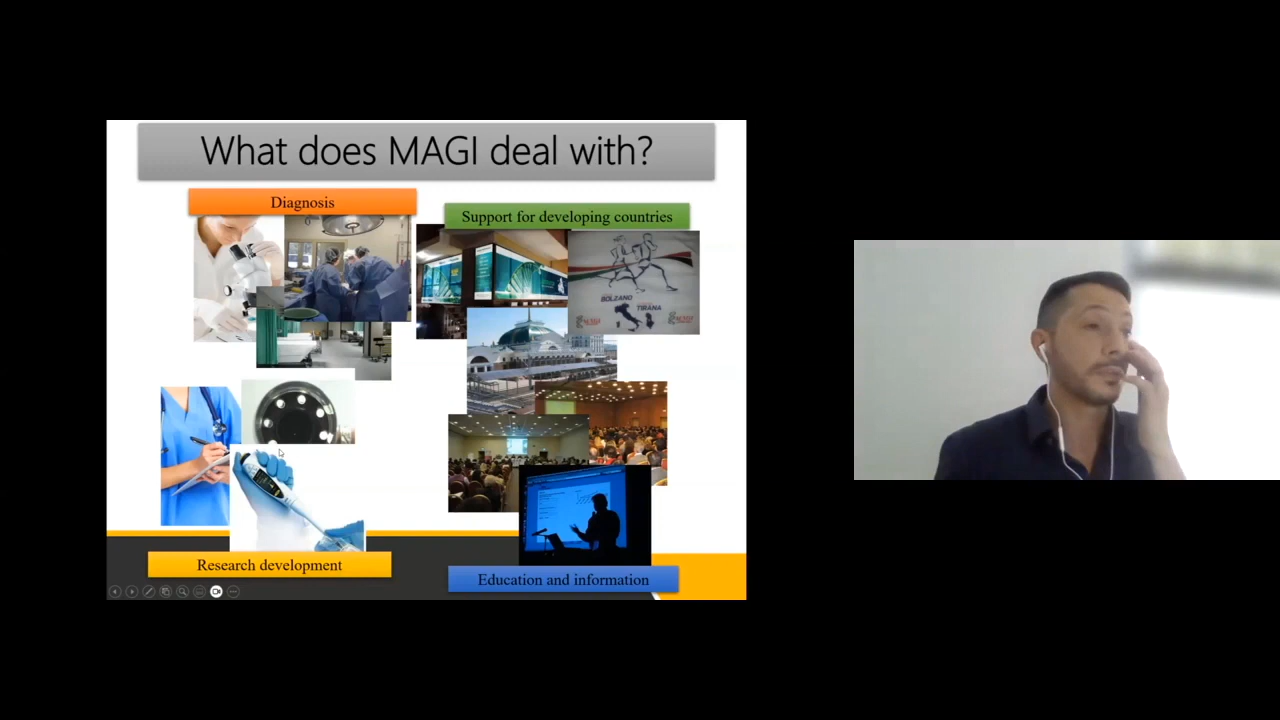 What does MAGI deal with?
Diagnosis
Support for developing countries
BOLZANO
TIRANA
Research development
Education and information